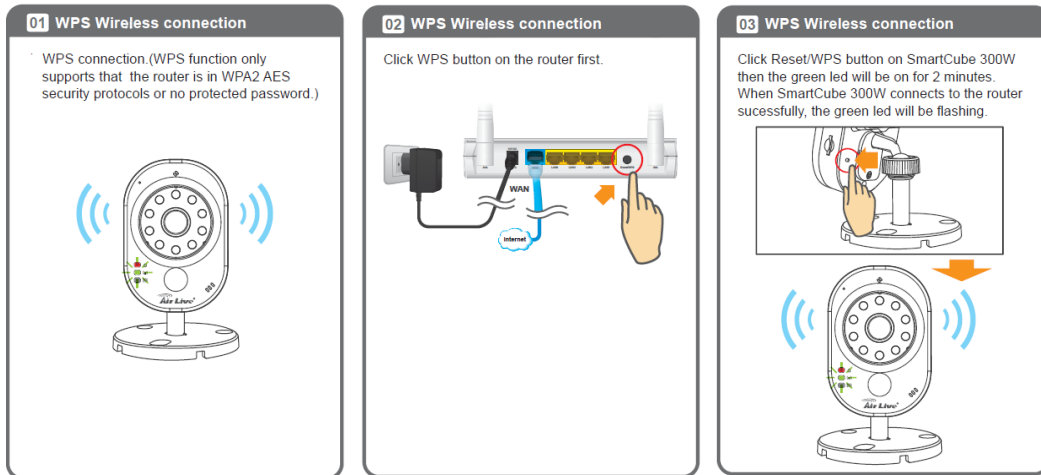 01 WPS Wireless connection
WPS connection.(WPS function only
supports that the router is in WPA2 AES
security protocols or no protected password.)
Air Live
02 WPS Wireless connection
Click WPS button on the router first.
WAN
Internet
03 WPS Wireless connection
Click Reset/WPS button on SmartCube 300W
then the green led will be on for 2 minutes.
When SmartCube 300W connects to the router
sucessfully, the green led will be flashing.
Air Live